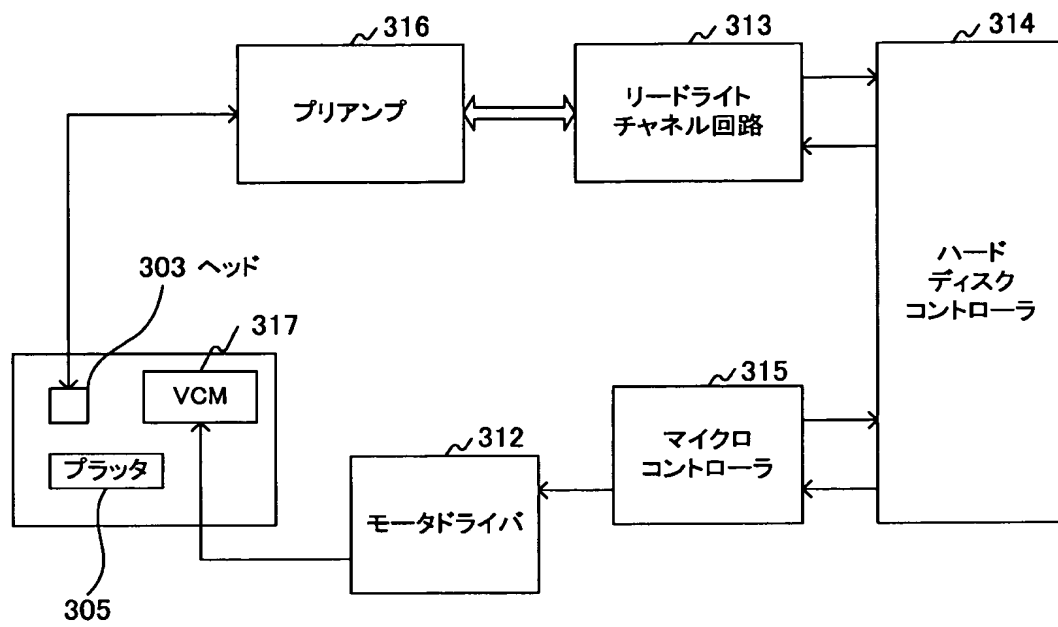 316
313
314
プリアンプ
リードライト
チャネル回路
ハード
ディスク
コントローラ
303 ヘッド
317
VCM
プラッタ
305
312
モータドライバ
315
マイクロ
コントローラ